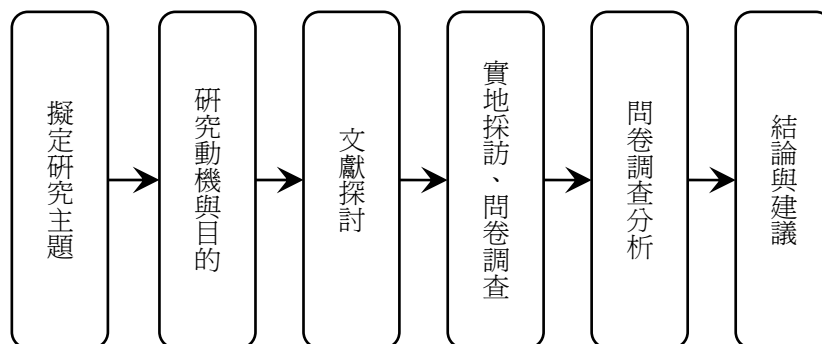 擬定研究主題
研究動機與目的
文獻探討
實地採訪、問卷調查
問卷調查分析
結論與建議